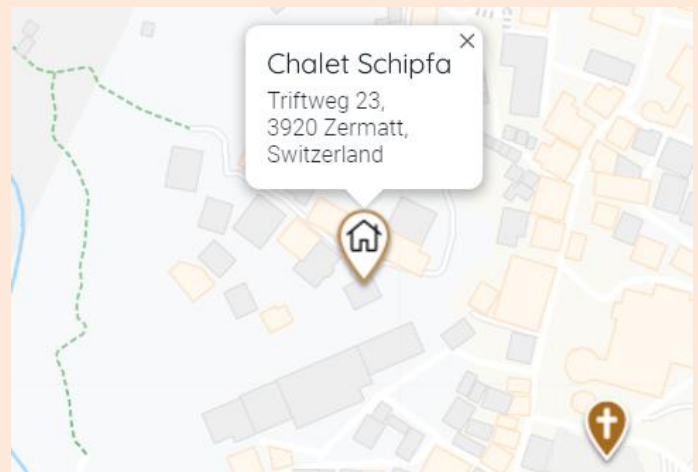 Chalet Schipfa
Triftweg 23,
3920 Zermatt,
Switzerland